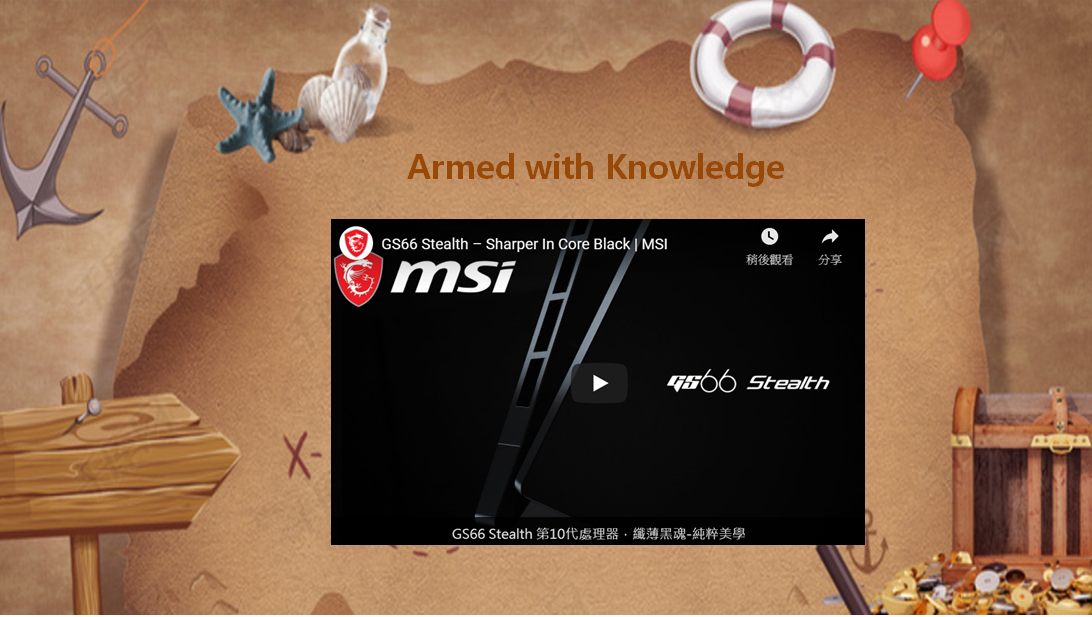 Armed with Knowledge
GS66 Stealth – Sharper In Core Black | MSI
稍後觀看
分享
msi
GS66 Stealth
GS66 Stealth 第10代處理器，纖薄黑魂-純粹美學